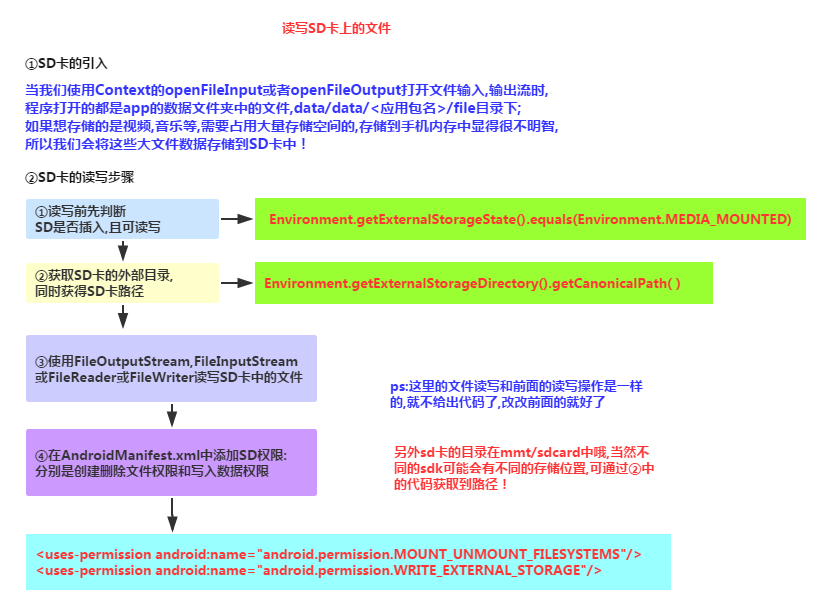 读写SD卡上的文件
①SD卡的引入
当我们使用Context的openFileInput或者openFileOutput打开文件输入,输出流时,
程序打开的都是app的数据文件夹中的文件,data/data/<应用包名>/file目录下;
如果想存储的是视频,音乐等,需要占用大量存储空间的,存储到手机内存中显得很不明智,
所以我们会将这些大文件数据存储到SD卡中！
②SD卡的读写步骤
①读写前先判断
SD是否插入,且可读写
Environment.getExternalStorageState().equals(Environment.MEDIA_MOUNTED)
②获取SD卡的外部目录,
同时获得SD卡路径
Environment.getExternalStorageDirectory().getCanonicalPath( )
③使用FileOutputStream,FileInputStream
或FileReader或FileWriter读写SD卡中的文件
ps:这里的文件读写和前面的读写操作是一样
的,就不给出代码了,改改前面的就好了
④在AndroidManifest.xml中添加SD权限:
分别是创建删除文件权限和写入数据权限
另外sd卡的目录在mmt/sdcard中哦,当然不
同的sdk可能会有不同的存储位置,可通过②中
的代码获取到路径！
<uses-permission android:name="android.permission.MOUNT_UNMOUNT_FILESYSTEMS"/>
<uses-permission android:name="android.permission.WRITE_EXTERNAL_STORAGE"/>